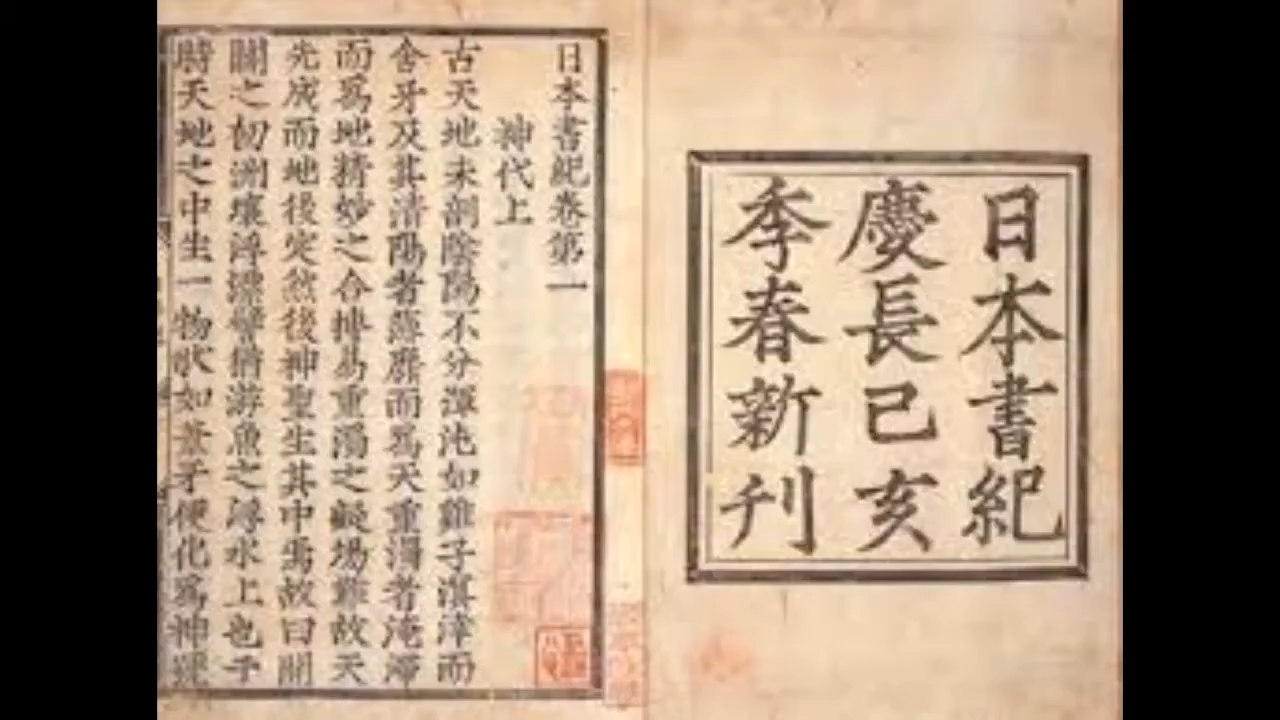 日本書紀
慶長己亥
季春新刊
日本書紀卷第一
神代上
古天地未剖陰陽不分渾沌如雞子溟涬而
含牙及其清陽者薄靡而爲天重濁者淹滯
而爲地精妙之合搏易重濁之凝場難故天
先成而地後定然後神聖生其中焉故曰開
闢之初洲壤浮漂譬猶游魚之浮水上也于
時天地之中生一物狀如葦牙便化爲神號